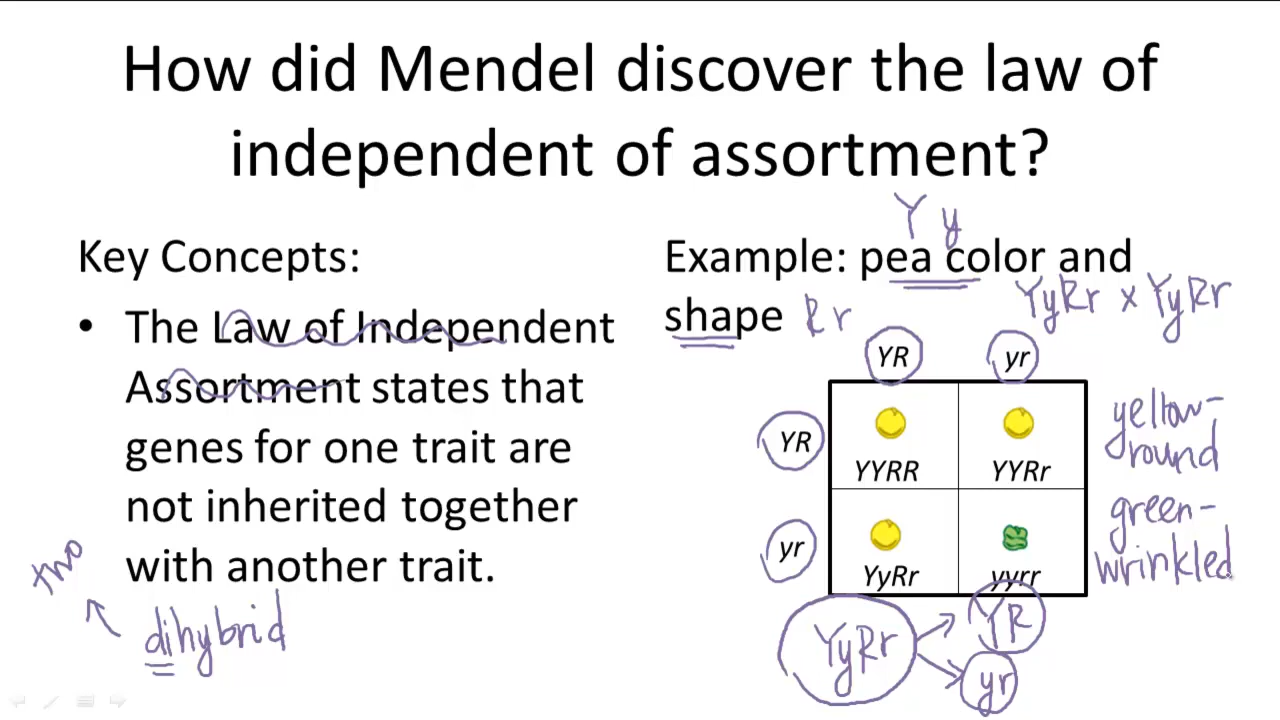 How did Mendel discover the law of
independent of assortment?
Key Concepts:
• The Law of Independent
Assortment states that
genes for one trait are
not inherited together
with another trait.
two
dihybrid
Y y
Example: pea color and
shape Rr
YyRr x YyRr
YR yr
YR
YYRR YYRr
yr
YyRr yyrr
yellow-
round
green-
wrinkled
YyRr
YR
yr